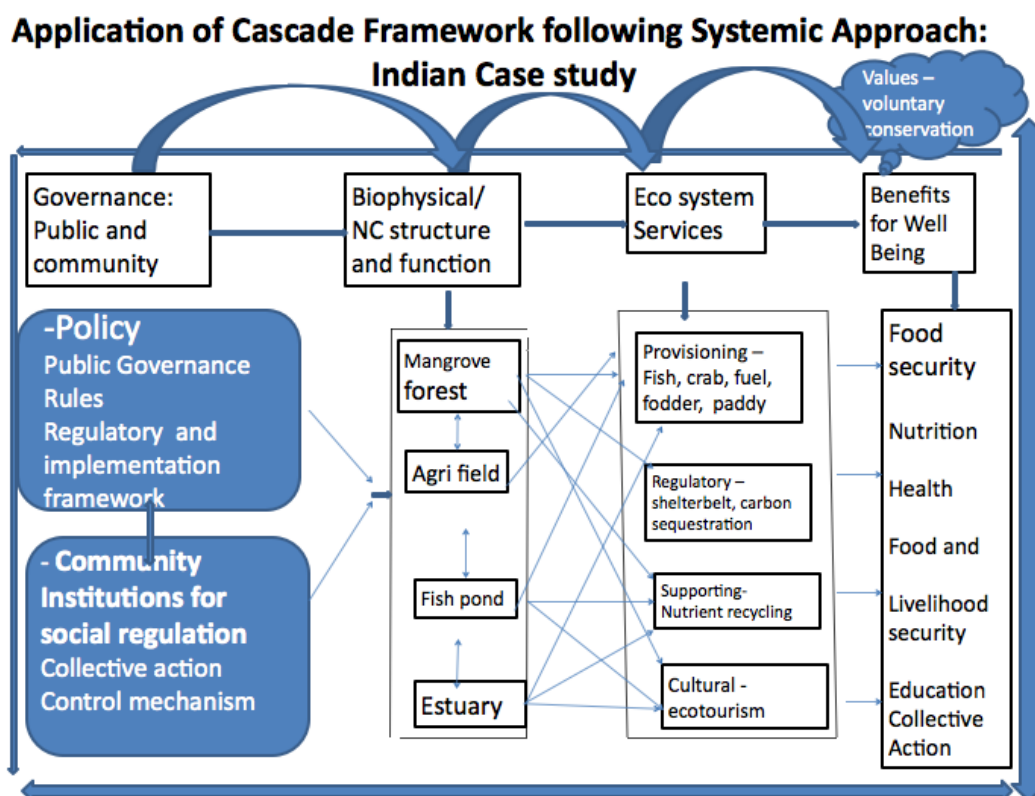 Application of Cascade Framework following Systemic Approach:
Indian Case study
Values –
voluntary
conservation
Governance:
Public and
community
Biophysical/
NC structure
and function
Eco system
Services
Benefits
for Well
Being
-Policy
Public Governance
Rules
Regulatory and
implementation
framework
- Community
Institutions for
social regulation
Collective action
Control mechanism
Mangrove
forest
Agri field
Fish pond
Estuary
Provisioning –
Fish, crab, fuel,
fodder, paddy
Regulatory –
shelterbelt, carbon
sequestration
Supporting-
Nutrient recycling
Cultural -
ecotourism
Food
security
Nutrition
Health
Food and
Livelihood
security
Education
Collective
Action